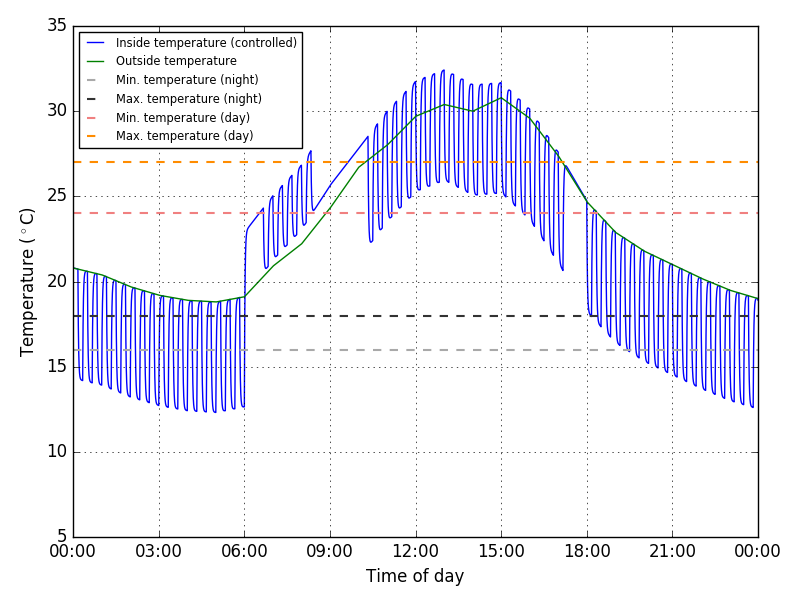 35
30
25
20
15
10
5
Temperature (°C)
Inside temperature (controlled)
Outside temperature
Min. temperature (night)
Max. temperature (night)
Min. temperature (day)
Max. temperature (day)
00:00 03:00 06:00 09:00 12:00 15:00 18:00 21:00 00:00
Time of day